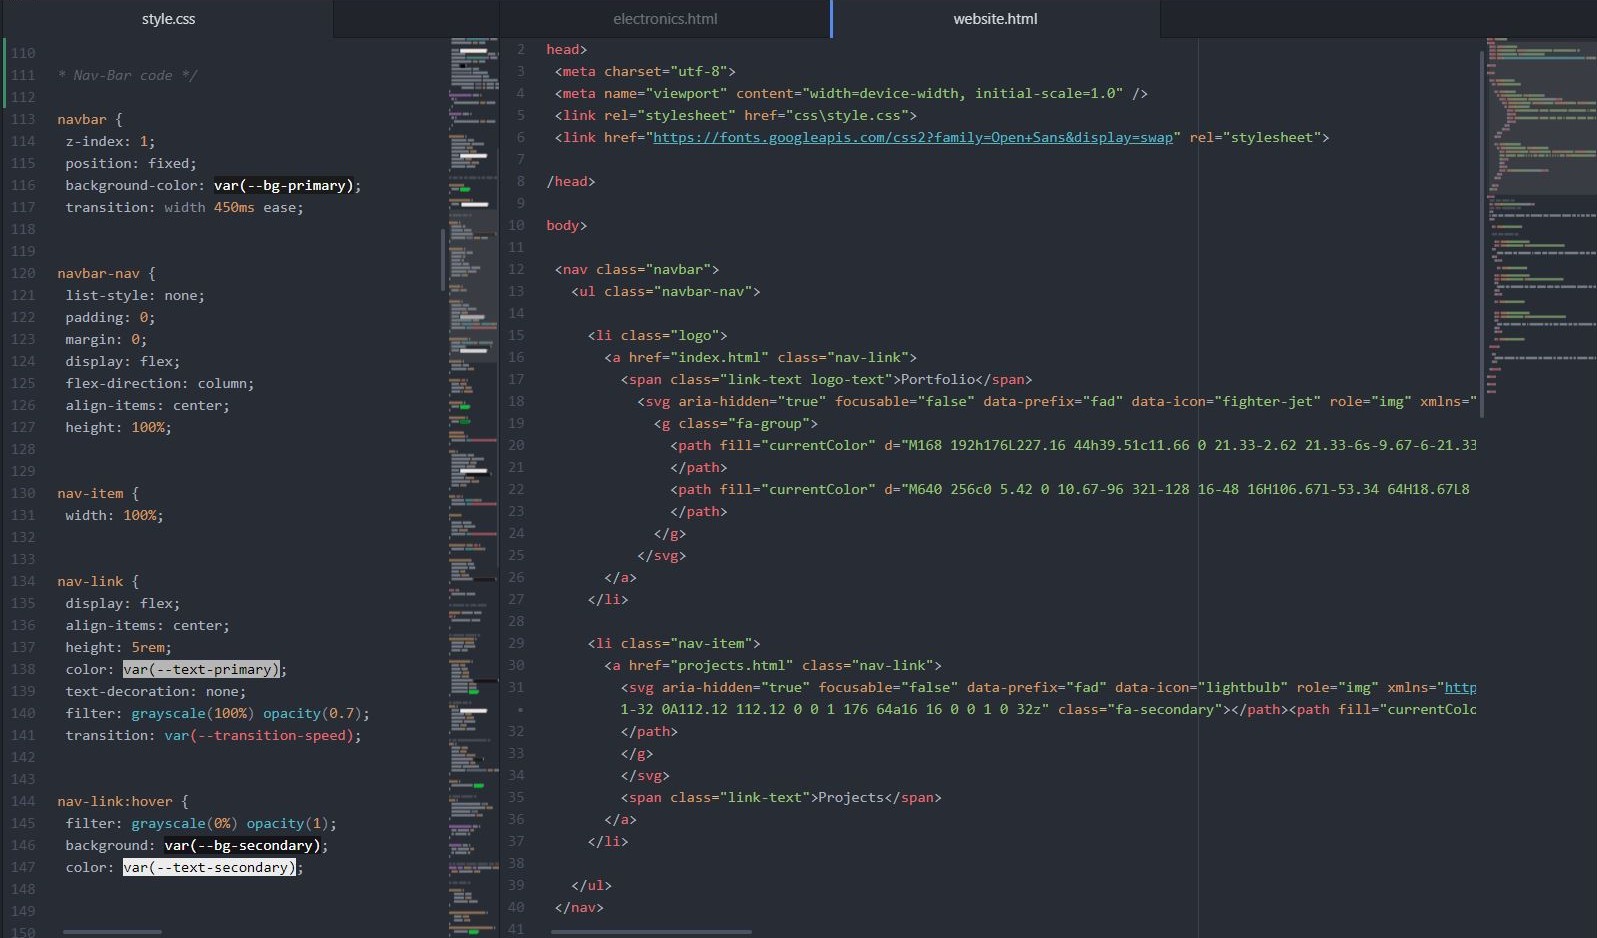 style.css
electronics.html
website.html
110
111 * Nav-Bar code */
112
113 navbar {
114 z-index: 1;
115 position: fixed;
116 background-color: var(--bg-primary);
117 transition: width 450ms ease;
118
119
120 navbar-nav {
121 list-style: none;
122 padding: 0;
123 margin: 0;
124 display: flex;
125 flex-direction: column;
126 align-items: center;
127 height: 100%;
128
129
130 nav-item {
131 width: 100%;
132
133
134 nav-link {
135 display: flex;
136 align-items: center;
137 height: 5rem;
138 color: var(--text-primary);
139 text-decoration: none;
140 filter: grayscale(100%) opacity(0.7);
141 transition: var(--transition-speed);
142
143
144 nav-link:hover {
145 filter: grayscale(0%) opacity(1);
146 background: var(--bg-secondary);
147 color: var(--text-secondary);
148
149
150
2 head>
3 <meta charset="utf-8">
4 <meta name="viewport" content="width=device-width, initial-scale=1.0" />
5 <link rel="stylesheet" href="css\style.css">
6 <link href="https://fonts.googleapis.com/css2?family=Open+Sans&display=swap" rel="stylesheet">
7
8 /head>
9
10 body>
11
12 <nav class="navbar">
13 <ul class="navbar-nav">
14
15 <li class="logo">
16 <a href="index.html" class="nav-link">
17 <span class="link-text logo-text">Portfolio</span>
18 <svg aria-hidden="true" focusable="false" data-prefix="fad" data-icon="fighter-jet" role="img" xmlns="
19 <g class="fa-group">
20 <path fill="currentColor" d="M168 192h176L227.16 44h39.51c11.66 0 21.33-2.62 21.33-6s-9.67-6-21.33
21 </path>
22 <path fill="currentColor" d="M640 256c0 5.42 0 10.67-96 32l-128 16-48 16H106.67l-53.34 64H18.67L8
23 </path>
24 </g>
25 </svg>
26 </a>
27 </li>
28
29 <li class="nav-item">
30 <a href="projects.html" class="nav-link">
31 <svg aria-hidden="true" focusable="false" data-prefix="fad" data-icon="lightbulb" role="img" xmlns="http
• 1-32 0A112.12 112.12 0 0 1 176 64a16 16 0 0 1 0 32z" class="fa-secondary"></path><path fill="currentColo
32 </path>
33 </g>
34 </svg>
35 <span class="link-text">Projects</span>
36 </a>
37 </li>
38
39 </ul>
40 </nav>
41